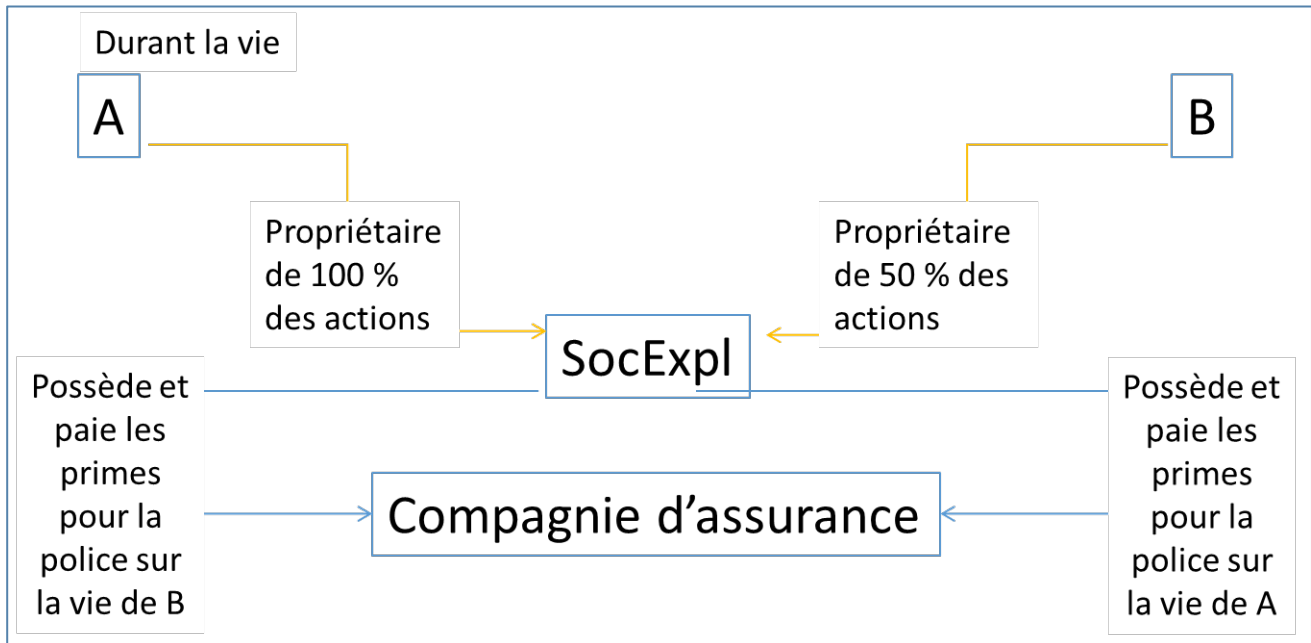 Durant la vie
A
B
Propriétaire
de 100 %
des actions
Propriétaire
de 50 % des
actions
SocExpl
Possède et
paie les
primes
pour la
police sur
la vie de B
Compagnie d’assurance
Possède et
paie les
primes
pour la
police sur
la vie de A